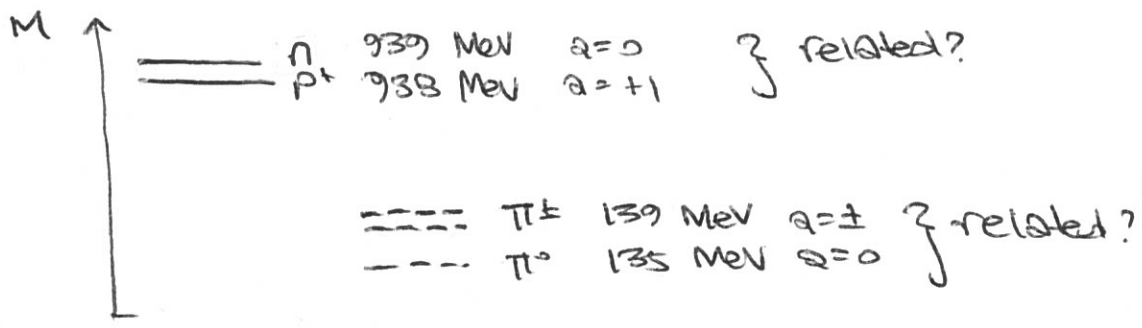 M
n 939 MeV Q=0 } related?
p+ 938 MeV Q=+1
π± 139 MeV Q=± } related?
π° 135 MeV Q=0